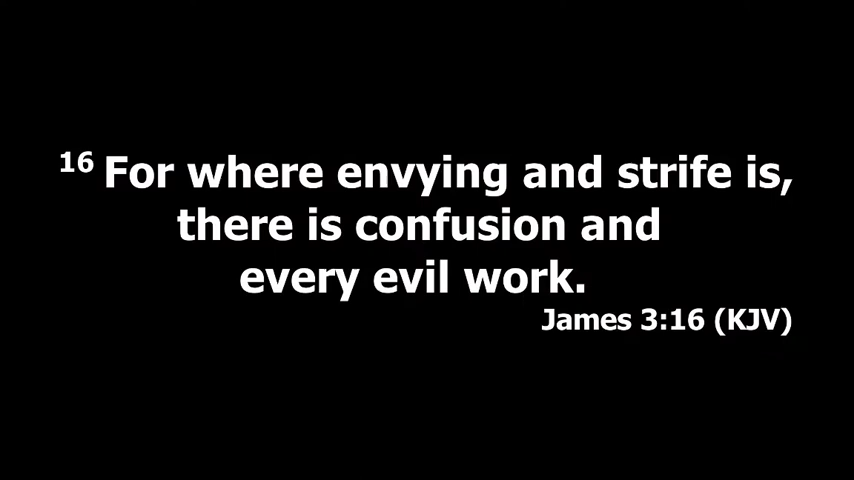 16 For where envying and strife is,
there is confusion and
every evil work.
James 3:16 (KJV)